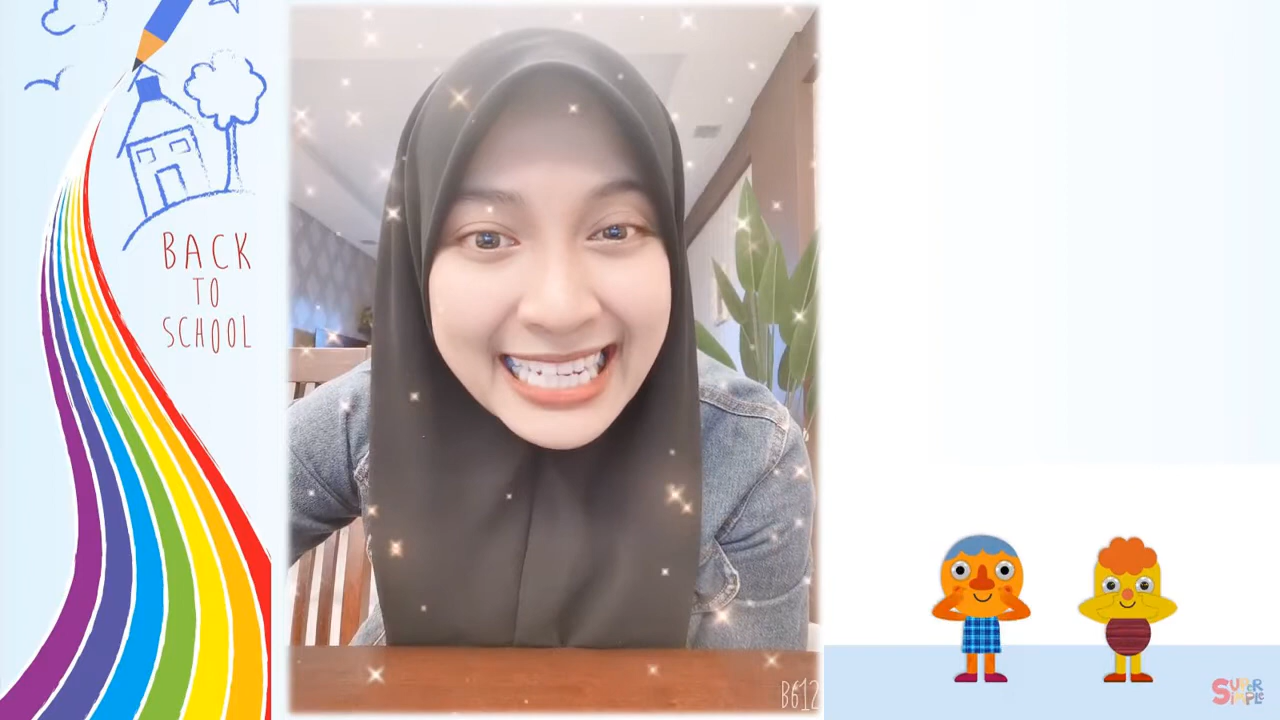 BACK
TO
SCHOOL
B612
SUPER
SIMPLE